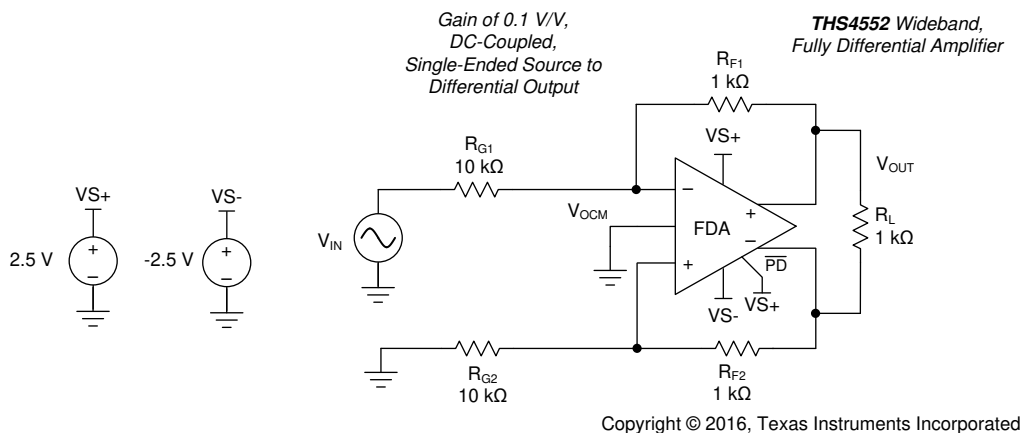 Gain of 0.1 V/V,
DC-Coupled,
Single-Ended Source to
Differential Output
THS4552 Wideband,
Fully Differential Amplifier
RF1
1 kΩ
VS+
RG1
10 kΩ
VOUT
VS+
VS-
VOCM
FDA
RL
1 kΩ
VIN
2.5 V
-2.5 V
PD
VS-
VS+
RG2
10 kΩ
RF2
1 kΩ
Copyright © 2016, Texas Instruments Incorporated